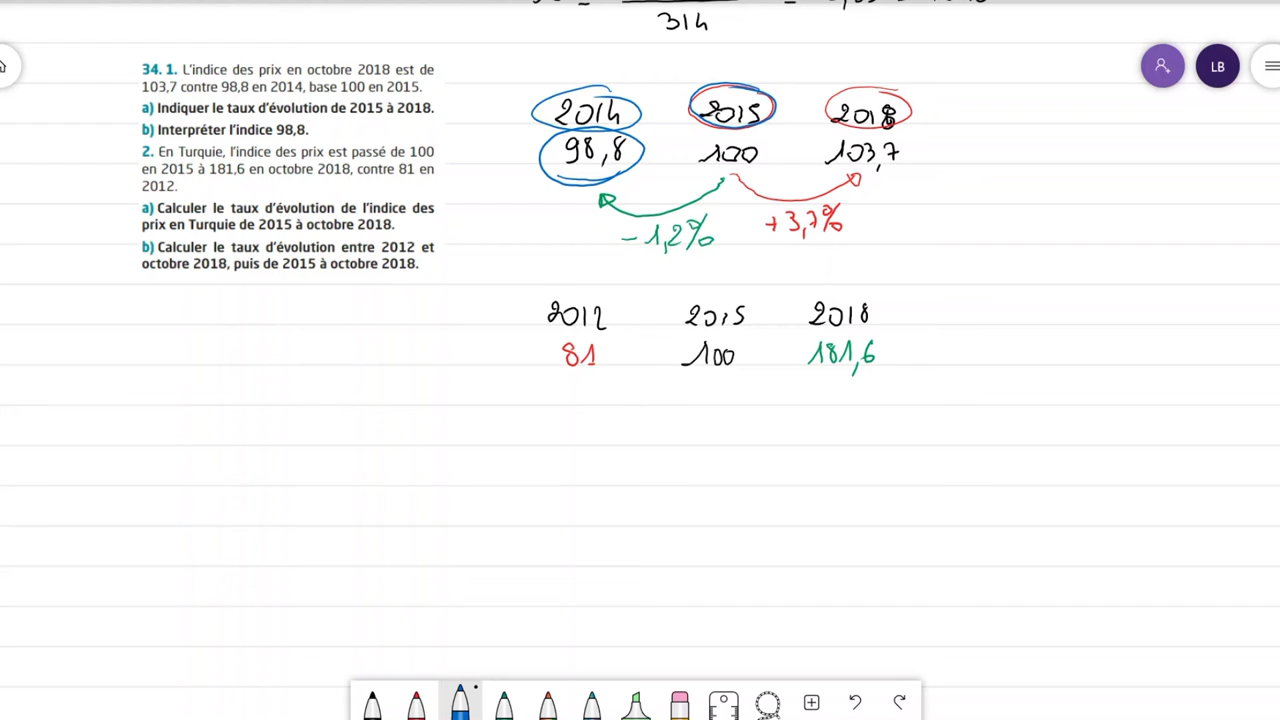 314
34. 1. L'indice des prix en octobre 2018 est de
103,7 contre 98,8 en 2014, base 100 en 2015.
a) Indiquer le taux d'évolution de 2015 à 2018.
b) Interpréter l'indice 98,8.
2. En Turquie, l'indice des prix est passé de 100
en 2015 à 181,6 en octobre 2018, contre 81 en
2012.
a) Calculer le taux d'évolution de l'indice des
prix en Turquie de 2015 à octobre 2018.
b) Calculer le taux d'évolution entre 2012 et
octobre 2018, puis de 2015 à octobre 2018.
2014 2015 2018
98,8 100 103,7
-1,2% +3,7%
2012 2015 2018
81 100 181,6
LB